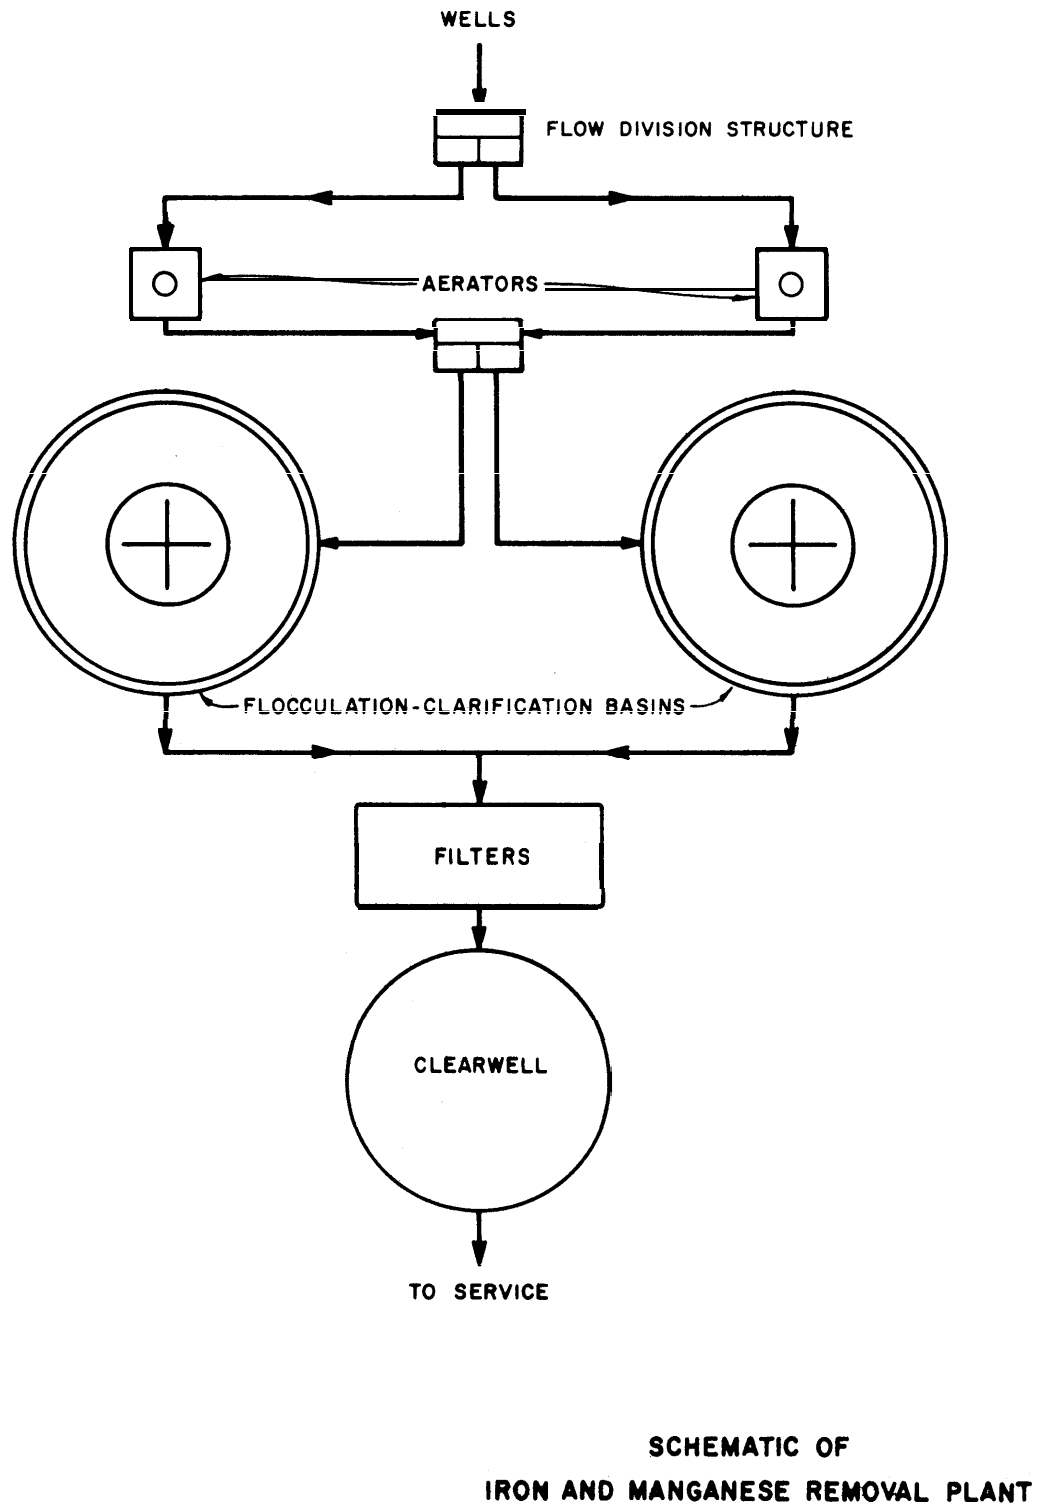 WELLS
FLOW DIVISION STRUCTURE
AERATORS
FLOCCULATION-CLARIFICATION BASINS
FILTERS
CLEARWELL
TO SERVICE
SCHEMATIC OF
IRON AND MANGANESE REMOVAL PLANT